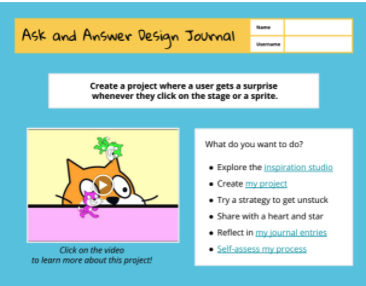 Ask and Answer Design Journal
Name
Username
Create a project where a user gets a surprise
whenever they click on the stage or a sprite.
What do you want to do?
• Explore the inspiration studio
• Create my project
• Try a strategy to get unstuck
• Share with a heart and star
• Reflect in my journal entries
• Self-assess my process
Click on the video
to learn more about this project!